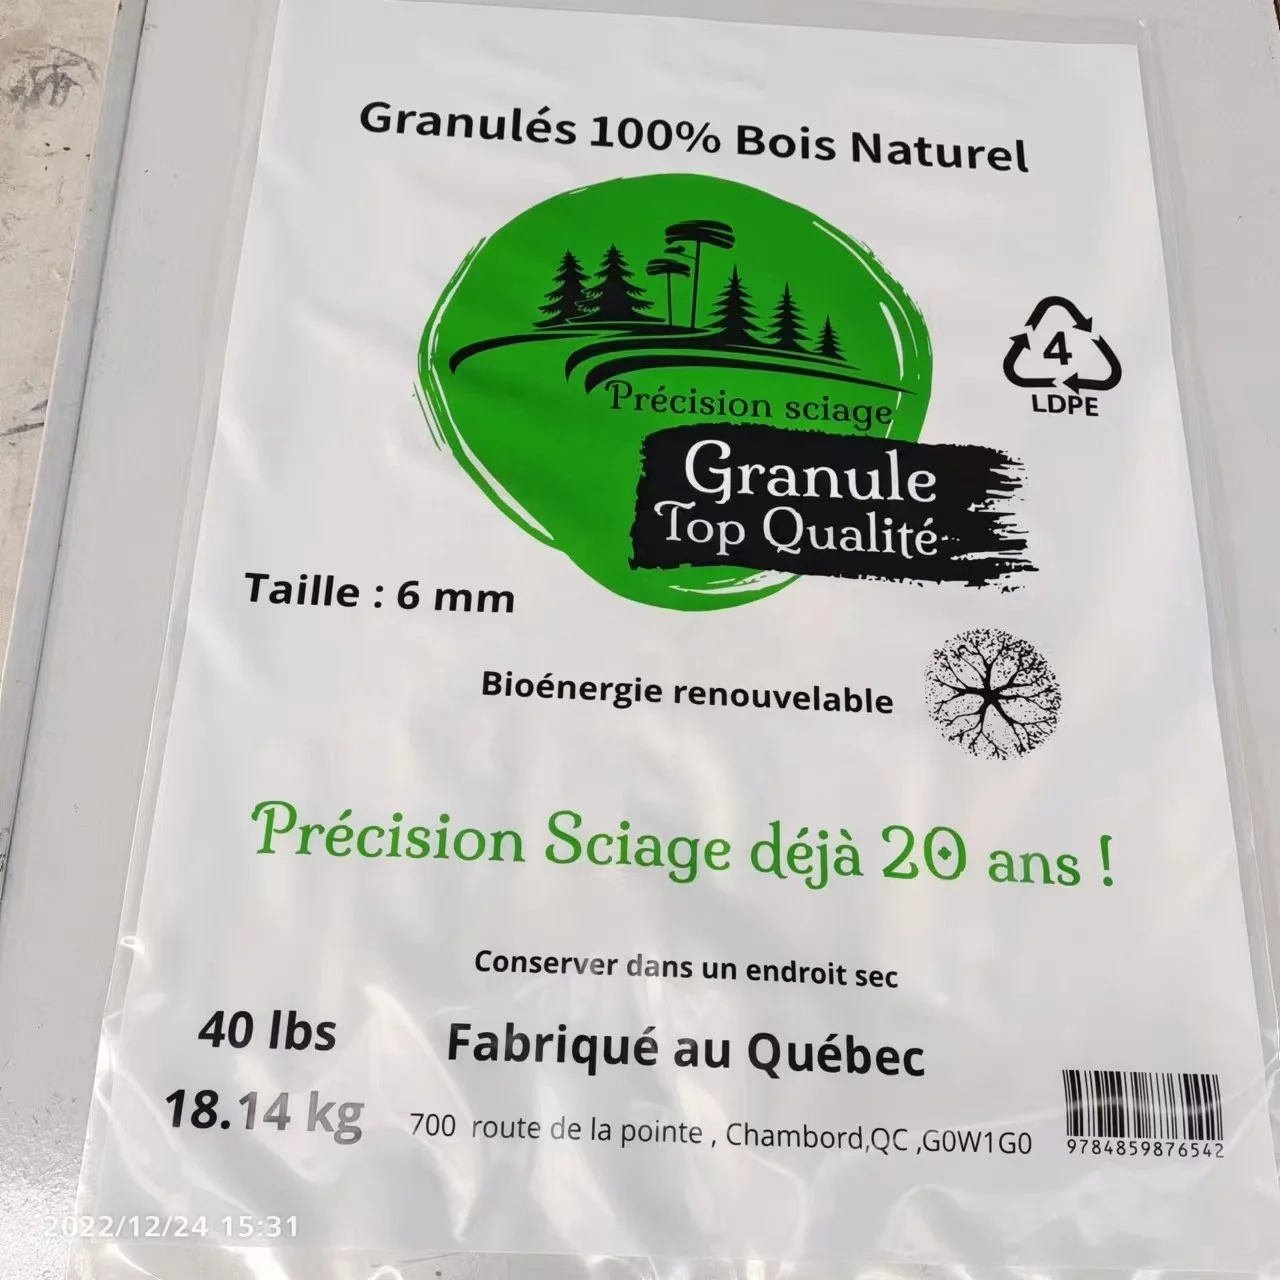 Granulés 100% Bois Naturel
4
LDPE
Précision sciage
Granule
Top Qualité
Taille : 6 mm
Bioénergie renouvelable
Précision Sciage déjà 20 ans !
Conserver dans un endroit sec
40 lbs
Fabriqué au Québec
18.14 kg
700 route de la pointe , Chambord,QC ,G0W1G0
9784859876542
2022/12/24 15:31